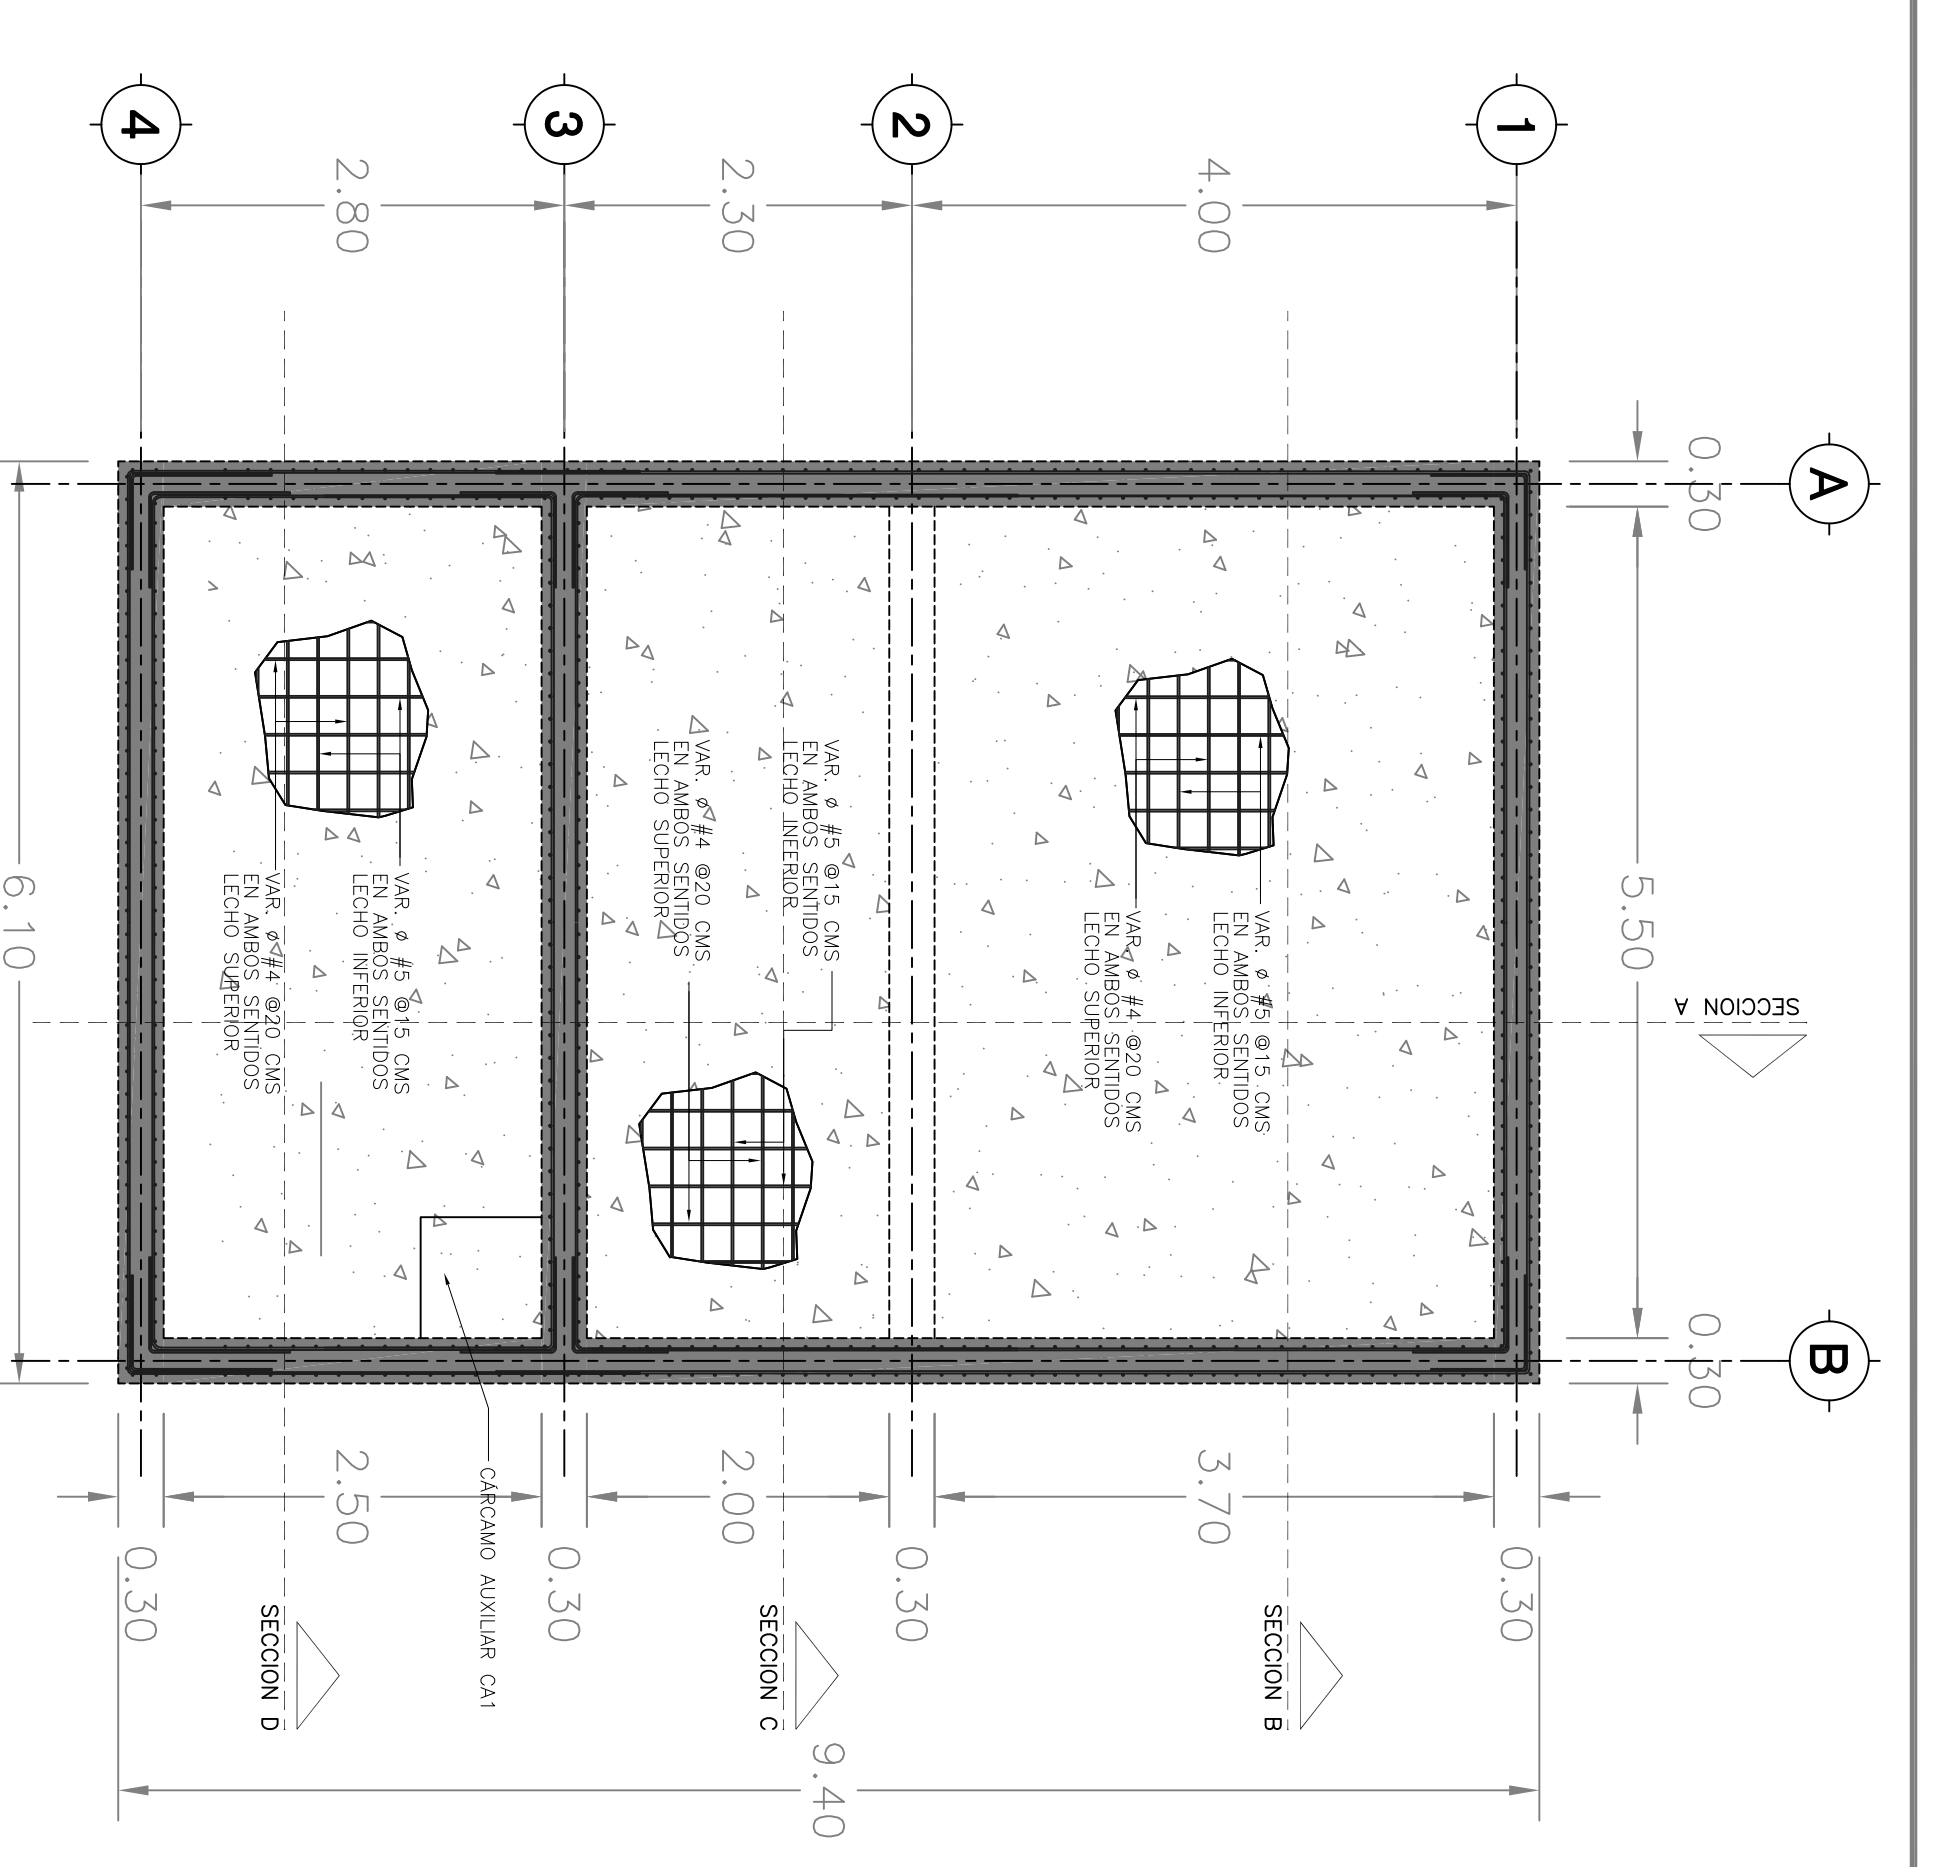 4
3
2
1
A
B
2.80
2.30
4.00
0.30
5.50
0.30
SECCION A
6.10
VAR. ø #5 @15 CMS
EN AMBOS SENTIDOS
LECHO INFERIOR
VAR. ø #4 @20 CMS
EN AMBOS SENTIDOS
LECHO SUPERIOR
VAR. ø #5 @15 CMS
EN AMBOS SENTIDOS
LECHO INFERIOR
VAR. ø #4 @20 CMS
EN AMBOS SENTIDOS
LECHO SUPERIOR
VAR. ø #5 @15 CMS
EN AMBOS SENTIDOS
LECHO INFERIOR
VAR. ø #4 @20 CMS
EN AMBOS SENTIDOS
LECHO SUPERIOR
CÁRCAMO AUXILIAR CA1
2.50
2.00
3.70
0.30
0.30
0.30
0.30
SECCION D
SECCION C
SECCION B
9.40